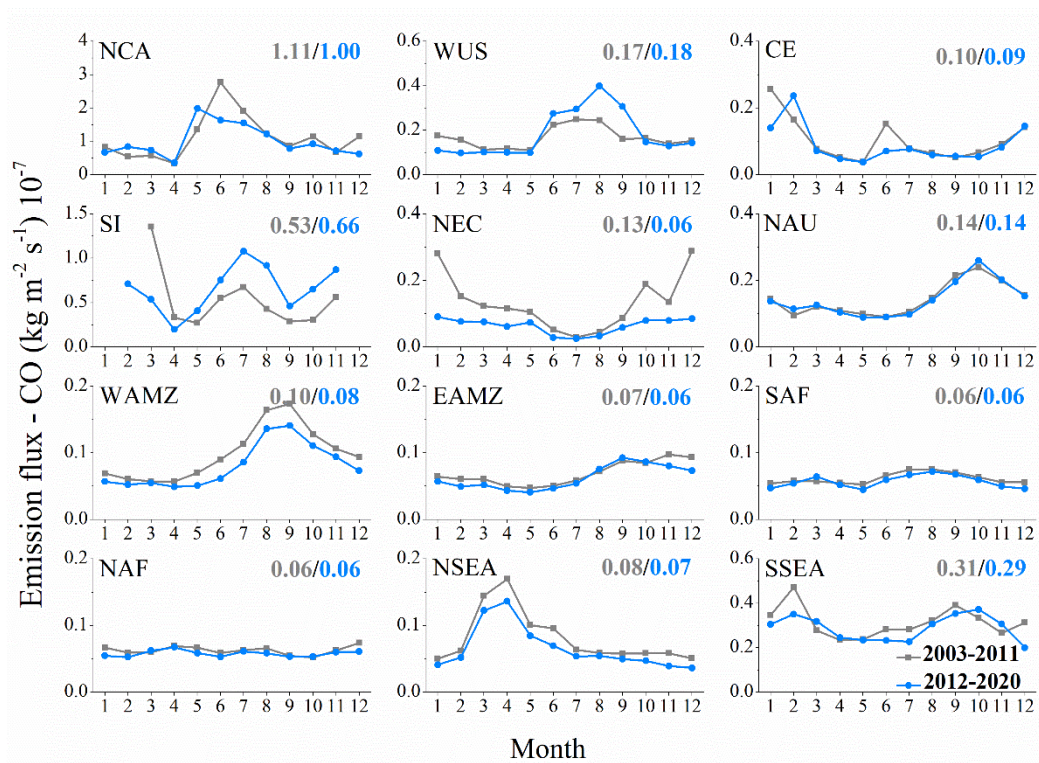 Emission flux - CO (kg m⁻² s⁻¹) 10⁻⁷
NCA 1.11/1.00
4
3
2
1
0
1 2 3 4 5 6 7 8 9 10 11 12
WUS 0.17/0.18
0.6
0.4
0.2
0.0
1 2 3 4 5 6 7 8 9 10 11 12
CE 0.10/0.09
0.4
0.2
0.0
1 2 3 4 5 6 7 8 9 10 11 12
SI 0.53/0.66
1.5
1.0
0.5
0.0
1 2 3 4 5 6 7 8 9 10 11 12
NEC 0.13/0.06
0.4
0.2
0.0
1 2 3 4 5 6 7 8 9 10 11 12
NAU 0.14/0.14
0.4
0.2
0.0
1 2 3 4 5 6 7 8 9 10 11 12
WAMZ 0.10/0.08
0.2
0.1
0.0
1 2 3 4 5 6 7 8 9 10 11 12
EAMZ 0.07/0.06
0.2
0.1
0.0
1 2 3 4 5 6 7 8 9 10 11 12
SAF 0.06/0.06
0.2
0.1
0.0
1 2 3 4 5 6 7 8 9 10 11 12
NAF 0.06/0.06
0.2
0.1
0.0
1 2 3 4 5 6 7 8 9 10 11 12
NSEA 0.08/0.07
0.2
0.1
0.0
1 2 3 4 5 6 7 8 9 10 11 12
SSEA 0.31/0.29
0.6
0.4
0.2
0.0
2003-2011
2012-2020
1 2 3 4 5 6 7 8 9 10 11 12
Month